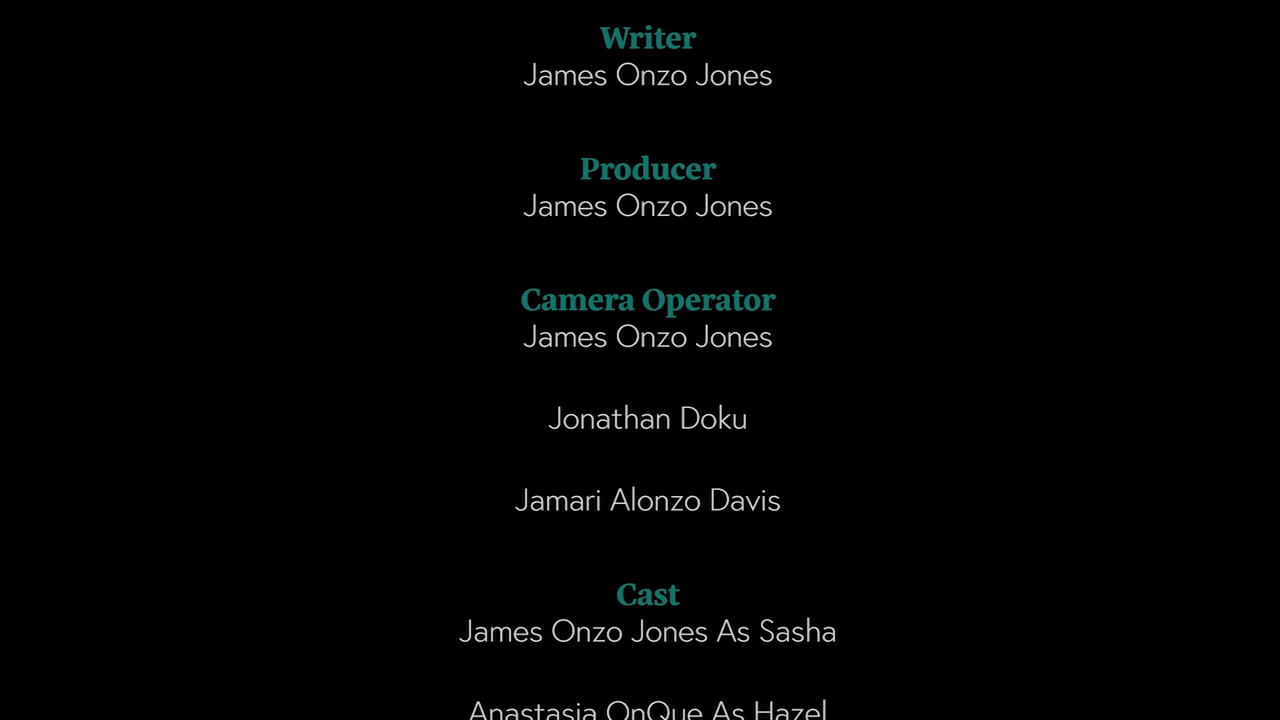 Writer
James Onzo Jones
Producer
James Onzo Jones
Camera Operator
James Onzo Jones
Jonathan Doku
Jamari Alonzo Davis
Cast
James Onzo Jones As Sasha
Anastasia OnQue As Hazel